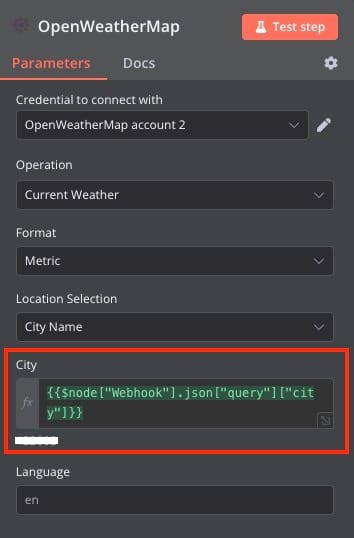 OpenWeatherMap
Test step
Parameters
Docs
Credential to connect with
OpenWeatherMap account 2
Operation
Current Weather
Format
Metric
Location Selection
City Name
City
fx
{{$node["Webhook"].json["query"]["cit
y"]}}
Language
en